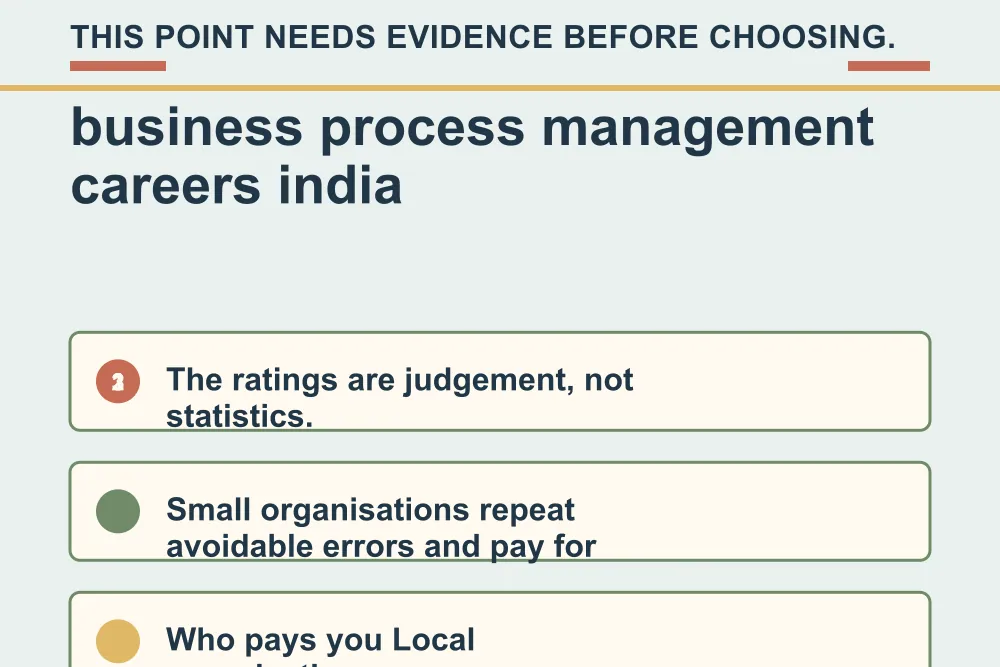 THIS POINT NEEDS EVIDENCE BEFORE CHOOSING.
business process management
careers india
The ratings are judgement, not
statistics.
Small organisations repeat
avoidable errors and pay for
Who pays you Local